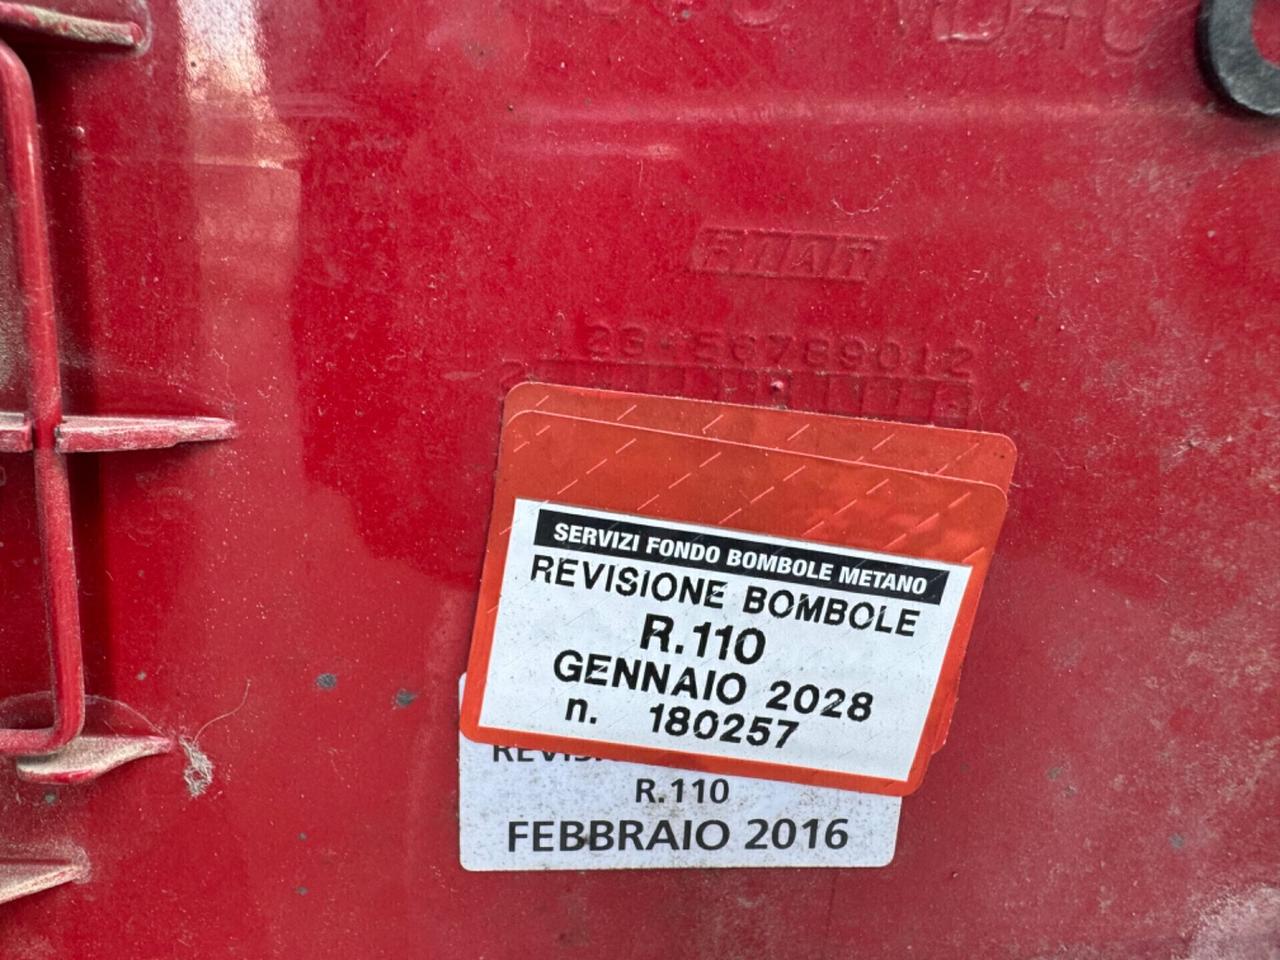 FIAT
SERVIZI FONDO BOMBOLE METANO
REVISIONE BOMBOLE
R.110
GENNAIO 2028
n. 180257
R.110
FEBBRAIO 2016